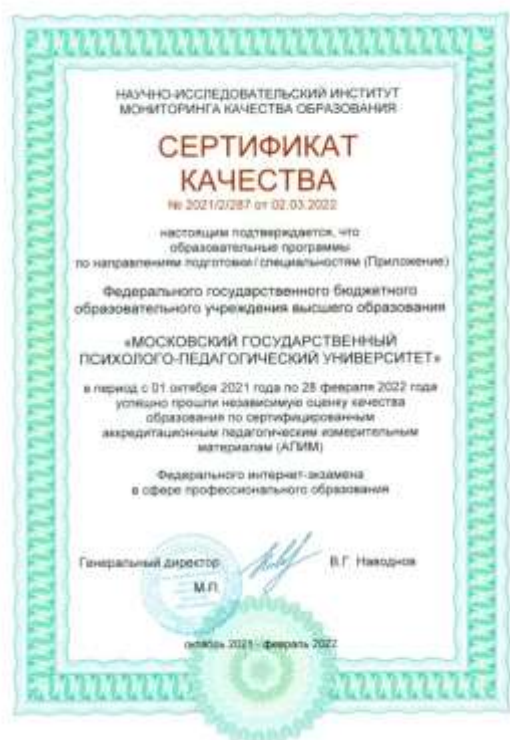 НАУЧНО-ИССЛЕДОВАТЕЛЬСКИЙ ИНСТИТУТ
МОНИТОРИНГА КАЧЕСТВА ОБРАЗОВАНИЯ
СЕРТИФИКАТ
КАЧЕСТВА
№ 2021/2/287 от 02.03.2022
настоящим подтверждается, что
образовательные программы
по направлениям подготовки / специальностям (Приложение)
Федерального государственного бюджетного
образовательного учреждения высшего образования
«МОСКОВСКИЙ ГОСУДАРСТВЕННЫЙ
ПСИХОЛОГО-ПЕДАГОГИЧЕСКИЙ УНИВЕРСИТЕТ»
в период с 01 октября 2021 года по 28 февраля 2022 года
успешно прошли независимую оценку качества
образования по сертифицированным
аккредитационным педагогическим измерительным
материалам (АПИМ)
Федерального интернет-экзамена
в сфере профессионального образования
Генеральный директор В.Г. Наводнов
М.П.
октябрь 2021 - февраль 2022